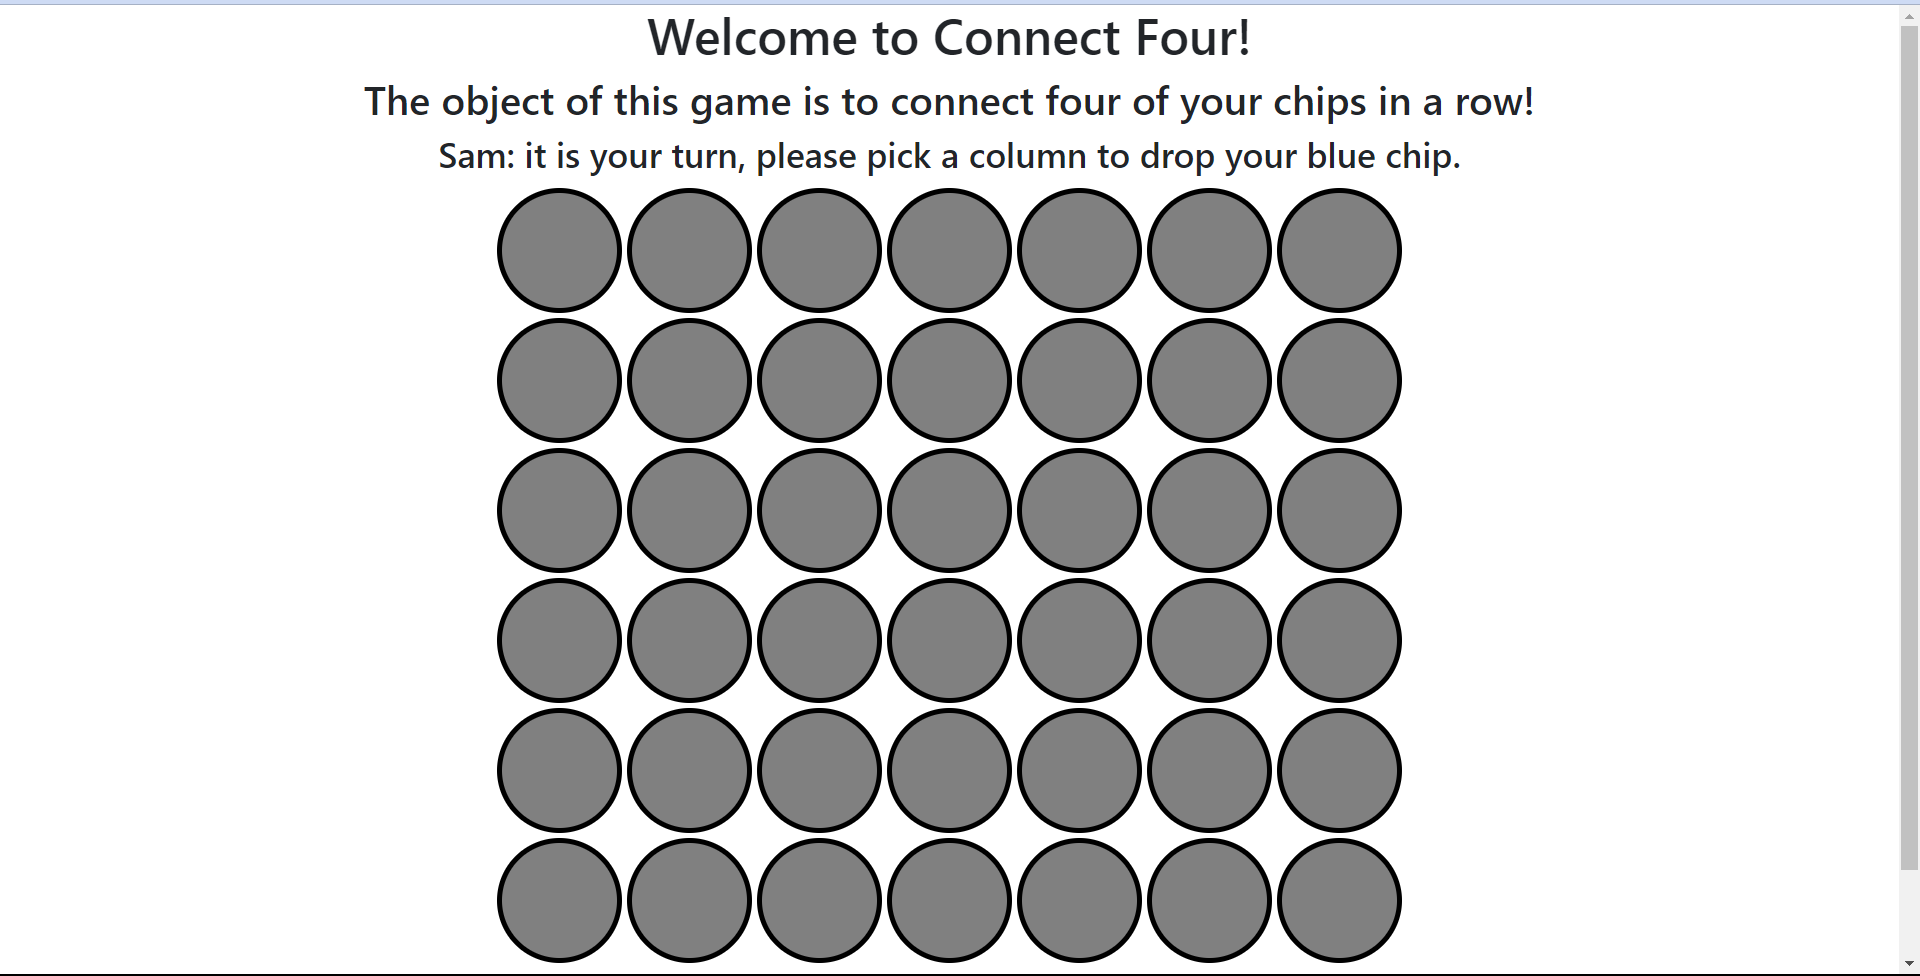 Welcome to Connect Four!
The object of this game is to connect four of your chips in a row!
Sam: it is your turn, please pick a column to drop your blue chip.